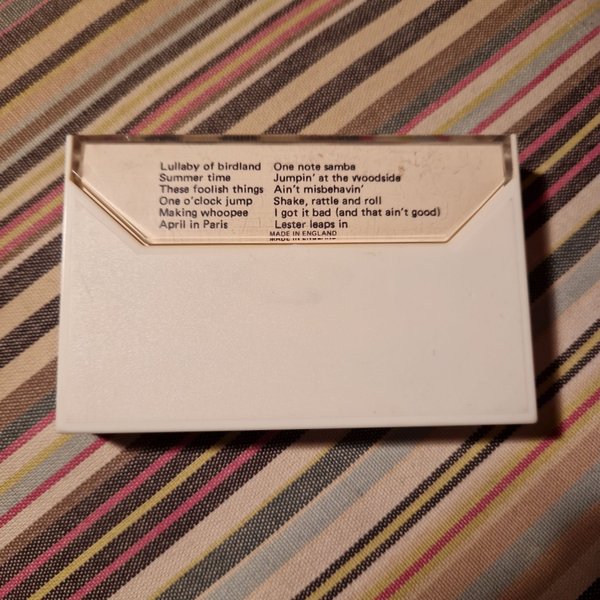 Lullaby of birdland
Summer time
These foolish things
One o'clock jump
Making whoopee
April in Paris
One note samba
Jumpin' at the woodside
Ain't misbehavin'
Shake, rattle and roll
I got it bad (and that ain't good)
Lester leaps in
MADE IN ENGLAND